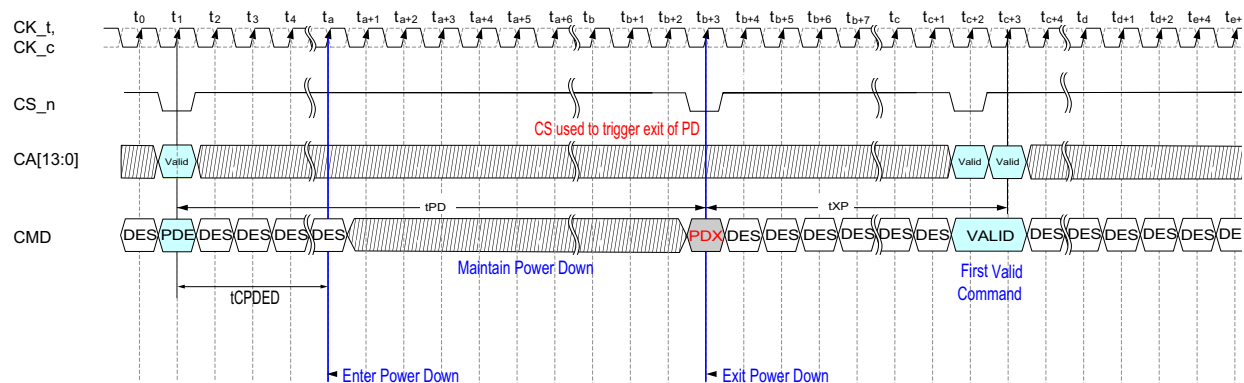 t0 t1 t2 t3 t4 ta ta+1 ta+2 ta+3 ta+4 ta+5 ta+6 tb tb+1 tb+2 tb+3 tb+4 tb+5 tb+6 tb+7 tc tc+1 tc+2 tc+3 tc+4 td td+1 td+2 te+4 te+
CK_t,
CK_c
CS_n
CS used to trigger exit of PD
CA[13:0] Valid Valid Valid
tPD tXP
CMD DES PDE DES DES DES DES PDX DES DES DES DES DES DES VALID DES DES DES DES DES DES
Maintain Power Down First Valid
Command
tCPDED
Enter Power Down Exit Power Down